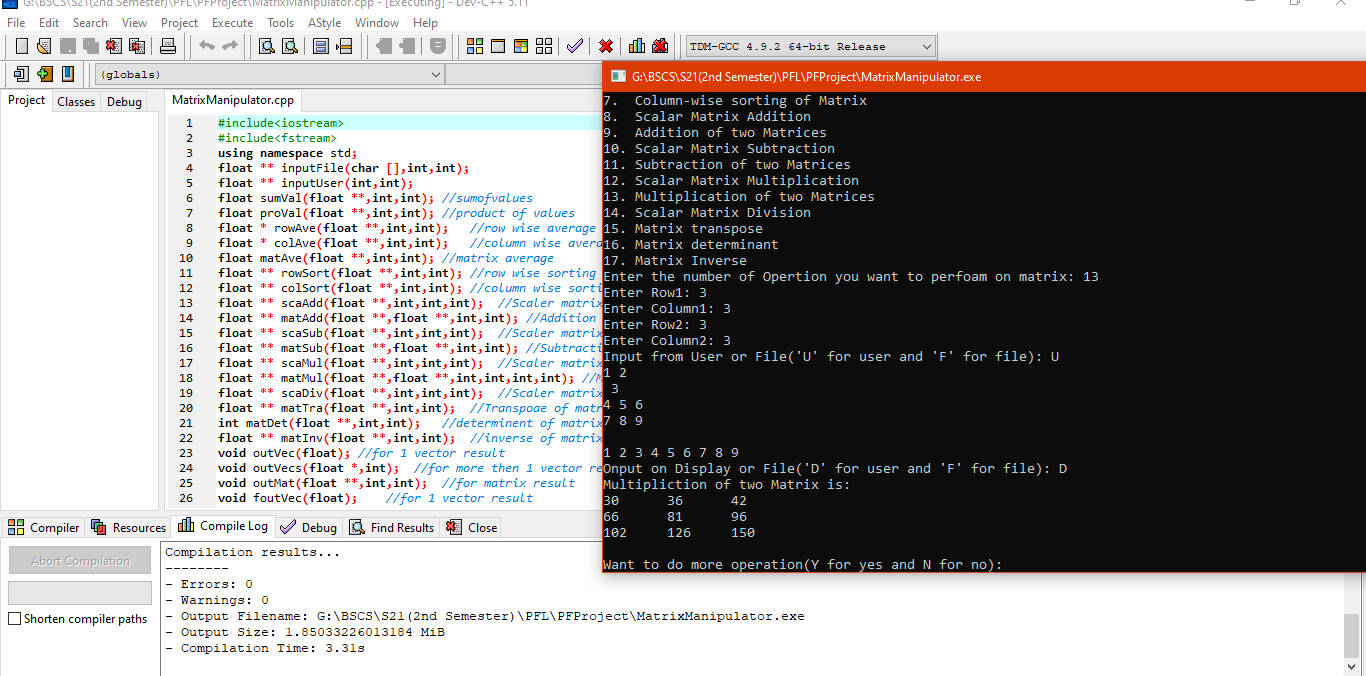 G:\BSCS\S21(2nd Semester)\PFL\PFProject\MatrixManipulator.cpp - [Executing] - Dev-C++ 5.11
File Edit Search View Project Execute Tools AStyle Window Help
TDM-GCC 4.9.2 64-bit Release
(globals)
Project Classes Debug
MatrixManipulator.cpp
1 #include<iostream>
2 #include<fstream>
3 using namespace std;
4 float ** inputFile(char [],int,int);
5 float ** inputUser(int,int);
6 float sumVal(float **,int,int); //sumofvalues
7 float proVal(float **,int,int); //product of values
8 float * rowAve(float **,int,int); //row wise average
9 float * colAve(float **,int,int); //column wise avera
10 float matAve(float **,int,int); //matrix average
11 float ** rowSort(float **,int,int); //row wise sorting
12 float ** colSort(float **,int,int); //column wise sorti
13 float ** scaAdd(float **,int,int,int); //Scaler matrix
14 float ** matAdd(float **,float **,int,int); //Addition
15 float ** scaSub(float **,int,int,int); //Scaler matrix
16 float ** matSub(float **,float **,int,int); //Subtracti
17 float ** scaMul(float **,int,int,int); //Scaler matrix
18 float ** matMul(float **,float **,int,int,int,int); //M
19 float ** scaDiv(float **,int,int,int); //Scaler matrix
20 float ** matTra(float **,int,int); //Transpoae of matr
21 int matDet(float **,int,int); //determinent of matrix
22 float ** matInv(float **,int,int); //inverse of matrix
23 void outVec(float); //for 1 vector result
24 void outVecs(float *,int); //for more then 1 vector re
25 void outMat(float **,int,int); //for matrix result
26 void foutVec(float); //for 1 vector result
G:\BSCS\S21(2nd Semester)\PFL\PFProject\MatrixManipulator.exe
7. Column-wise sorting of Matrix
8. Scalar Matrix Addition
9. Addition of two Matrices
10. Scalar Matrix Subtraction
11. Subtraction of two Matrices
12. Scalar Matrix Multiplication
13. Multiplication of two Matrices
14. Scalar Matrix Division
15. Matrix transpose
16. Matrix determinant
17. Matrix Inverse
Enter the number of Opertion you want to perfoam on matrix: 13
Enter Row1: 3
Enter Column1: 3
Enter Row2: 3
Enter Column2: 3
Input from User or File('U' for user and 'F' for file): U
1 2
3
4 5 6
7 8 9
1 2 3 4 5 6 7 8 9
Onput on Display or File('D' for user and 'F' for file): D
Multipliction of two Matrix is:
30 36 42
66 81 96
102 126 150
Want to do more operation(Y for yes and N for no):
Compiler Resources Compile Log Debug Find Results Close
Abort Compilation
Shorten compiler paths
Compilation results...
--------
- Errors: 0
- Warnings: 0
- Output Filename: G:\BSCS\S21(2nd Semester)\PFL\PFProject\MatrixManipulator.exe
- Output Size: 1.85033226013184 MiB
- Compilation Time: 3.31s